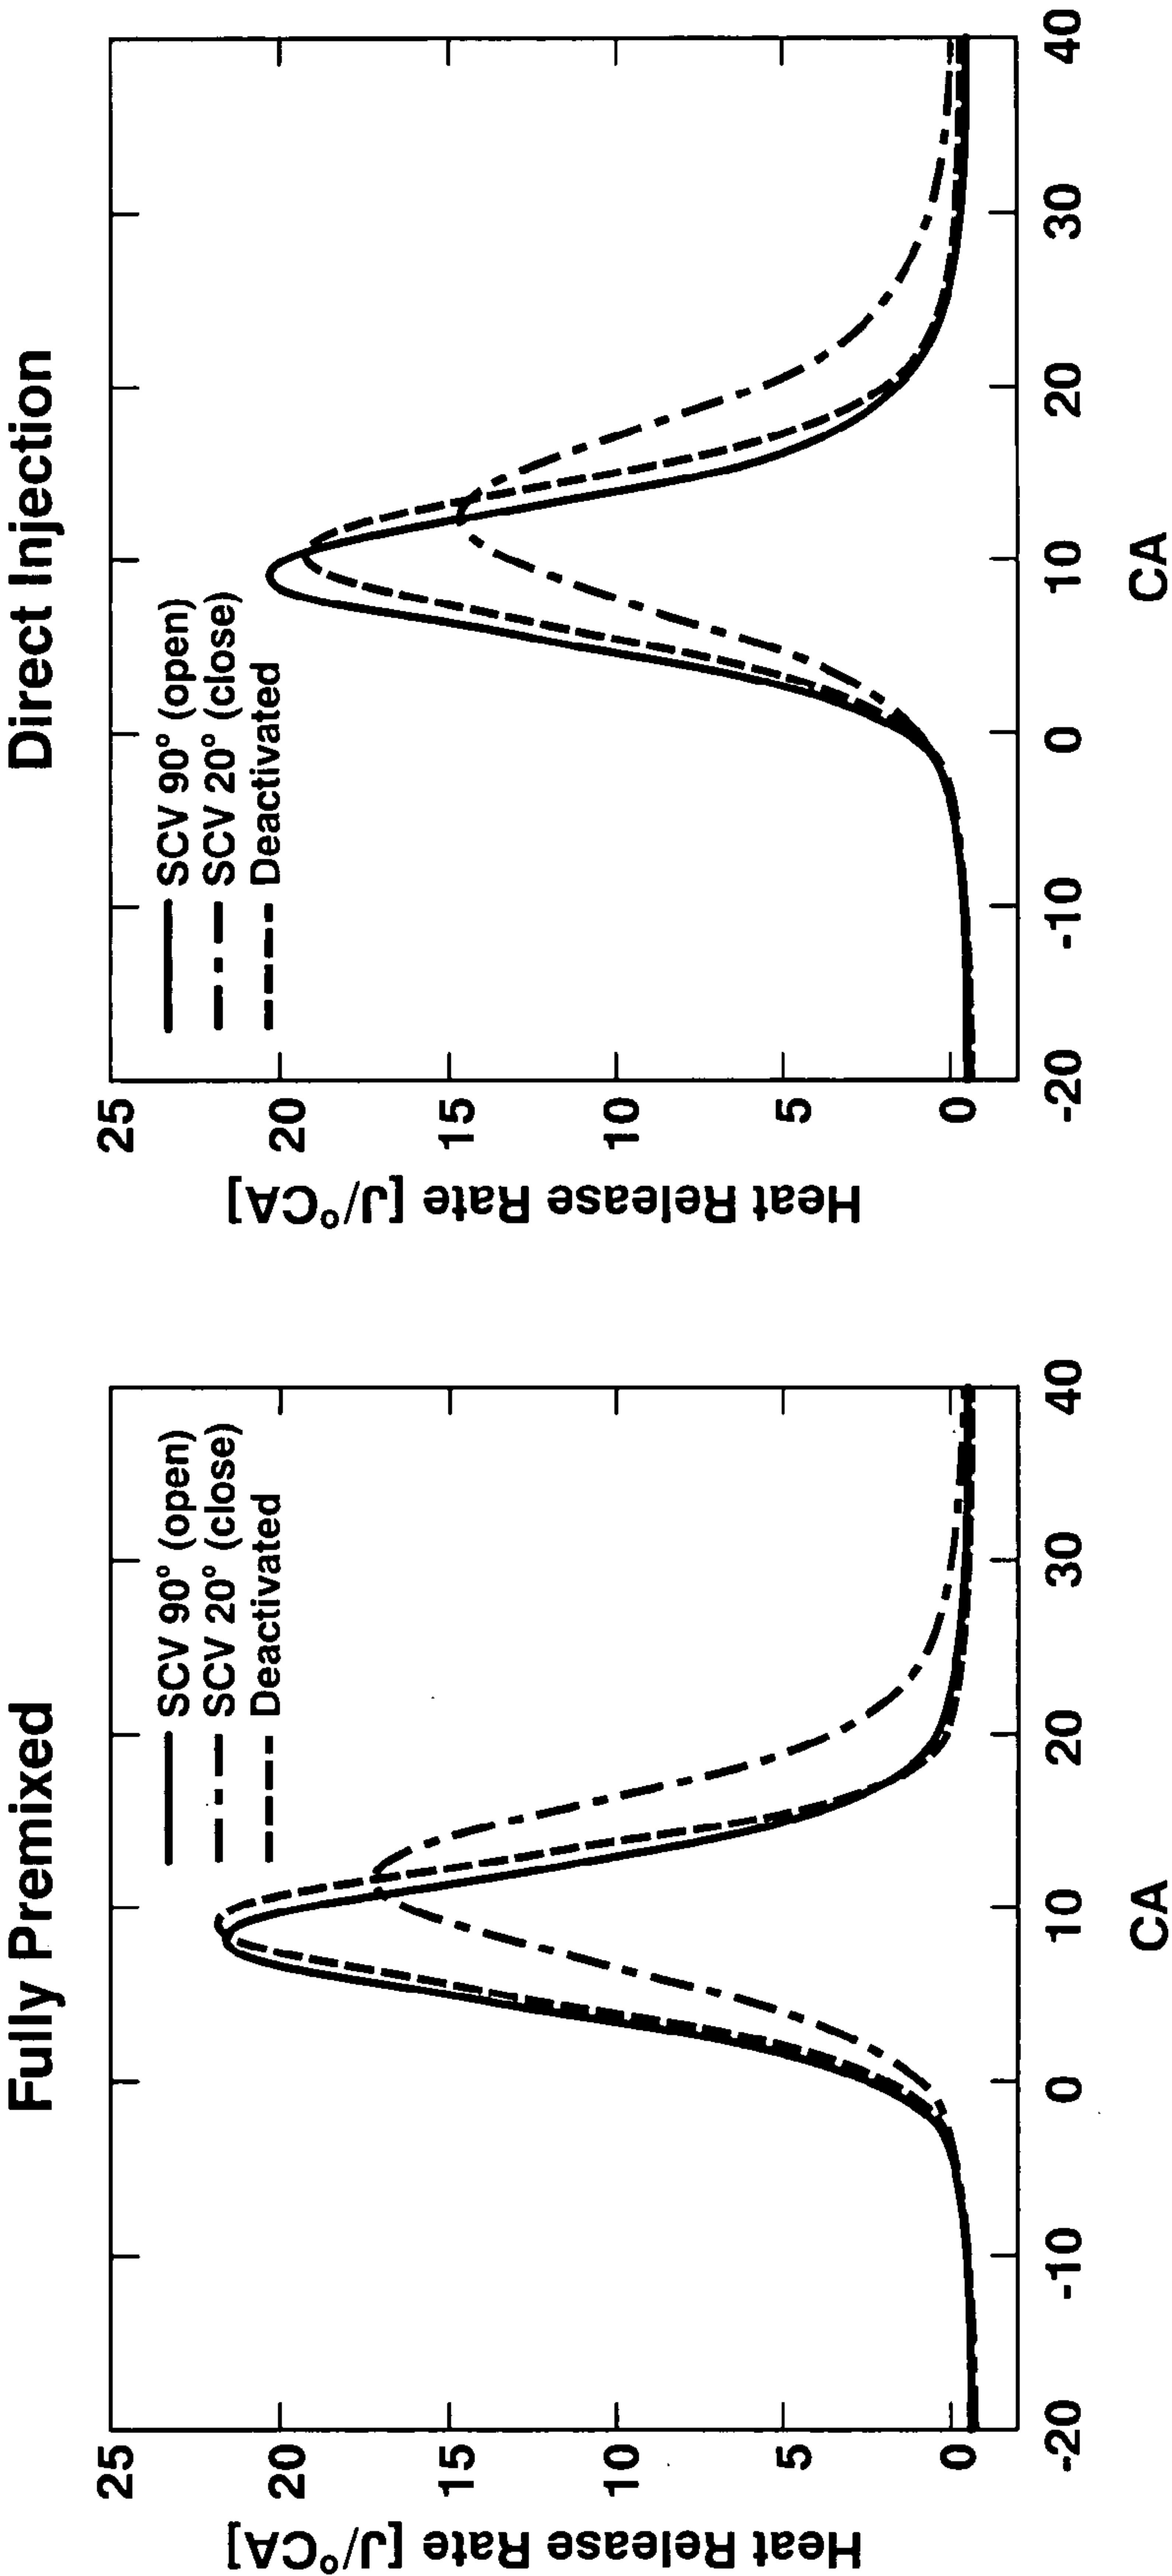 Fully Premixed
Heat Release Rate [J/°CA]
25
20
15
10
5
0
SCV 90° (open)
SCV 20° (close)
Deactivated
-20
-10
0
10
20
30
40
CA
Direct Injection
Heat Release Rate [J/°CA]
25
20
15
10
5
0
SCV 90° (open)
SCV 20° (close)
Deactivated
-20
-10
0
10
20
30
40
CA